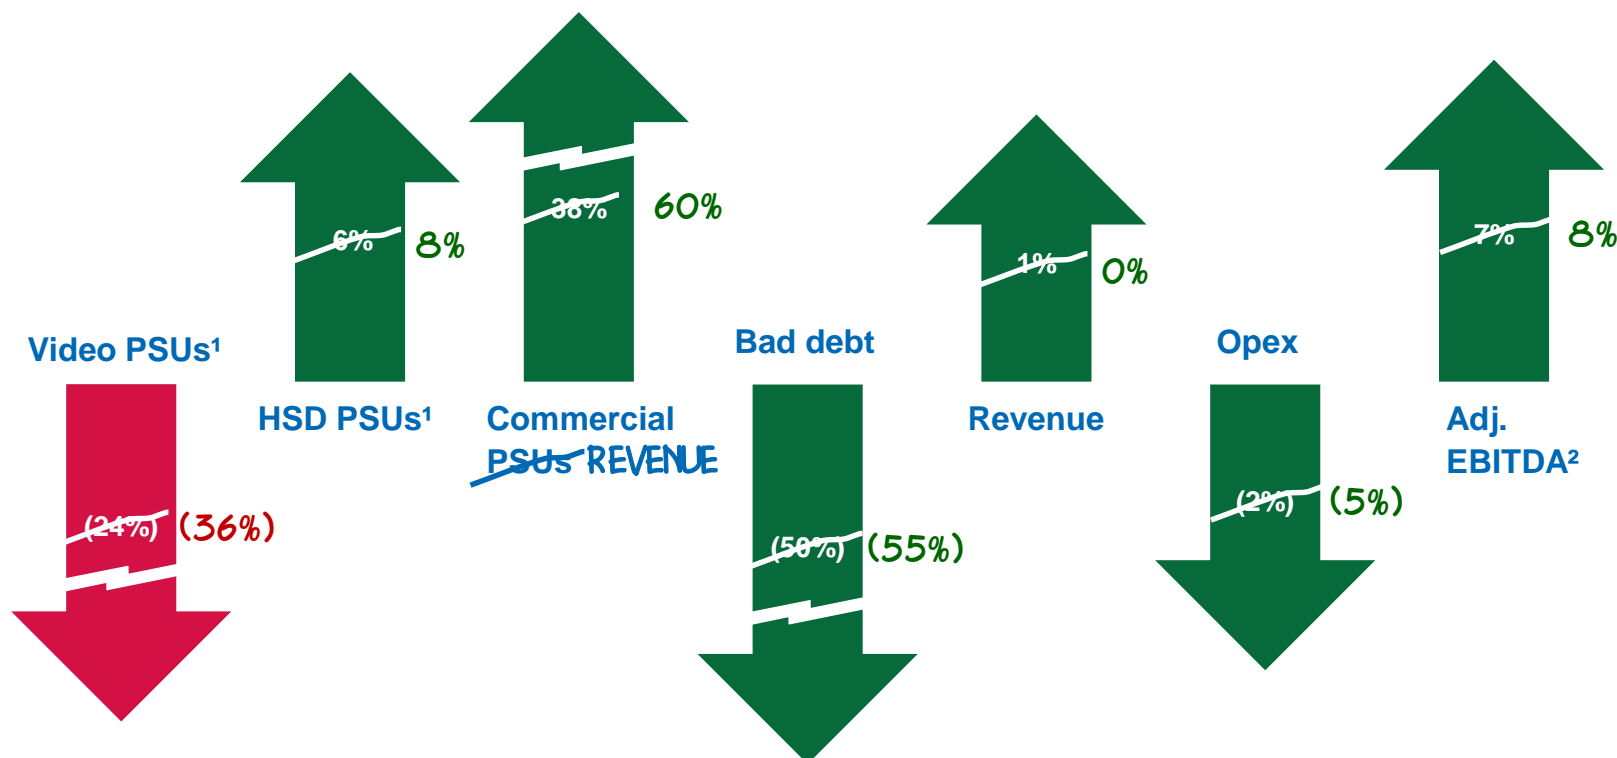 Video PSUs¹
(24%) (36%)
6% 8%
HSD PSUs¹
38% 60%
Commercial
PSUs REVENUE
Bad debt
(50%) (55%)
1% 0%
Revenue
Opex
(2%) (5%)
7% 8%
Adj.
EBITDA²